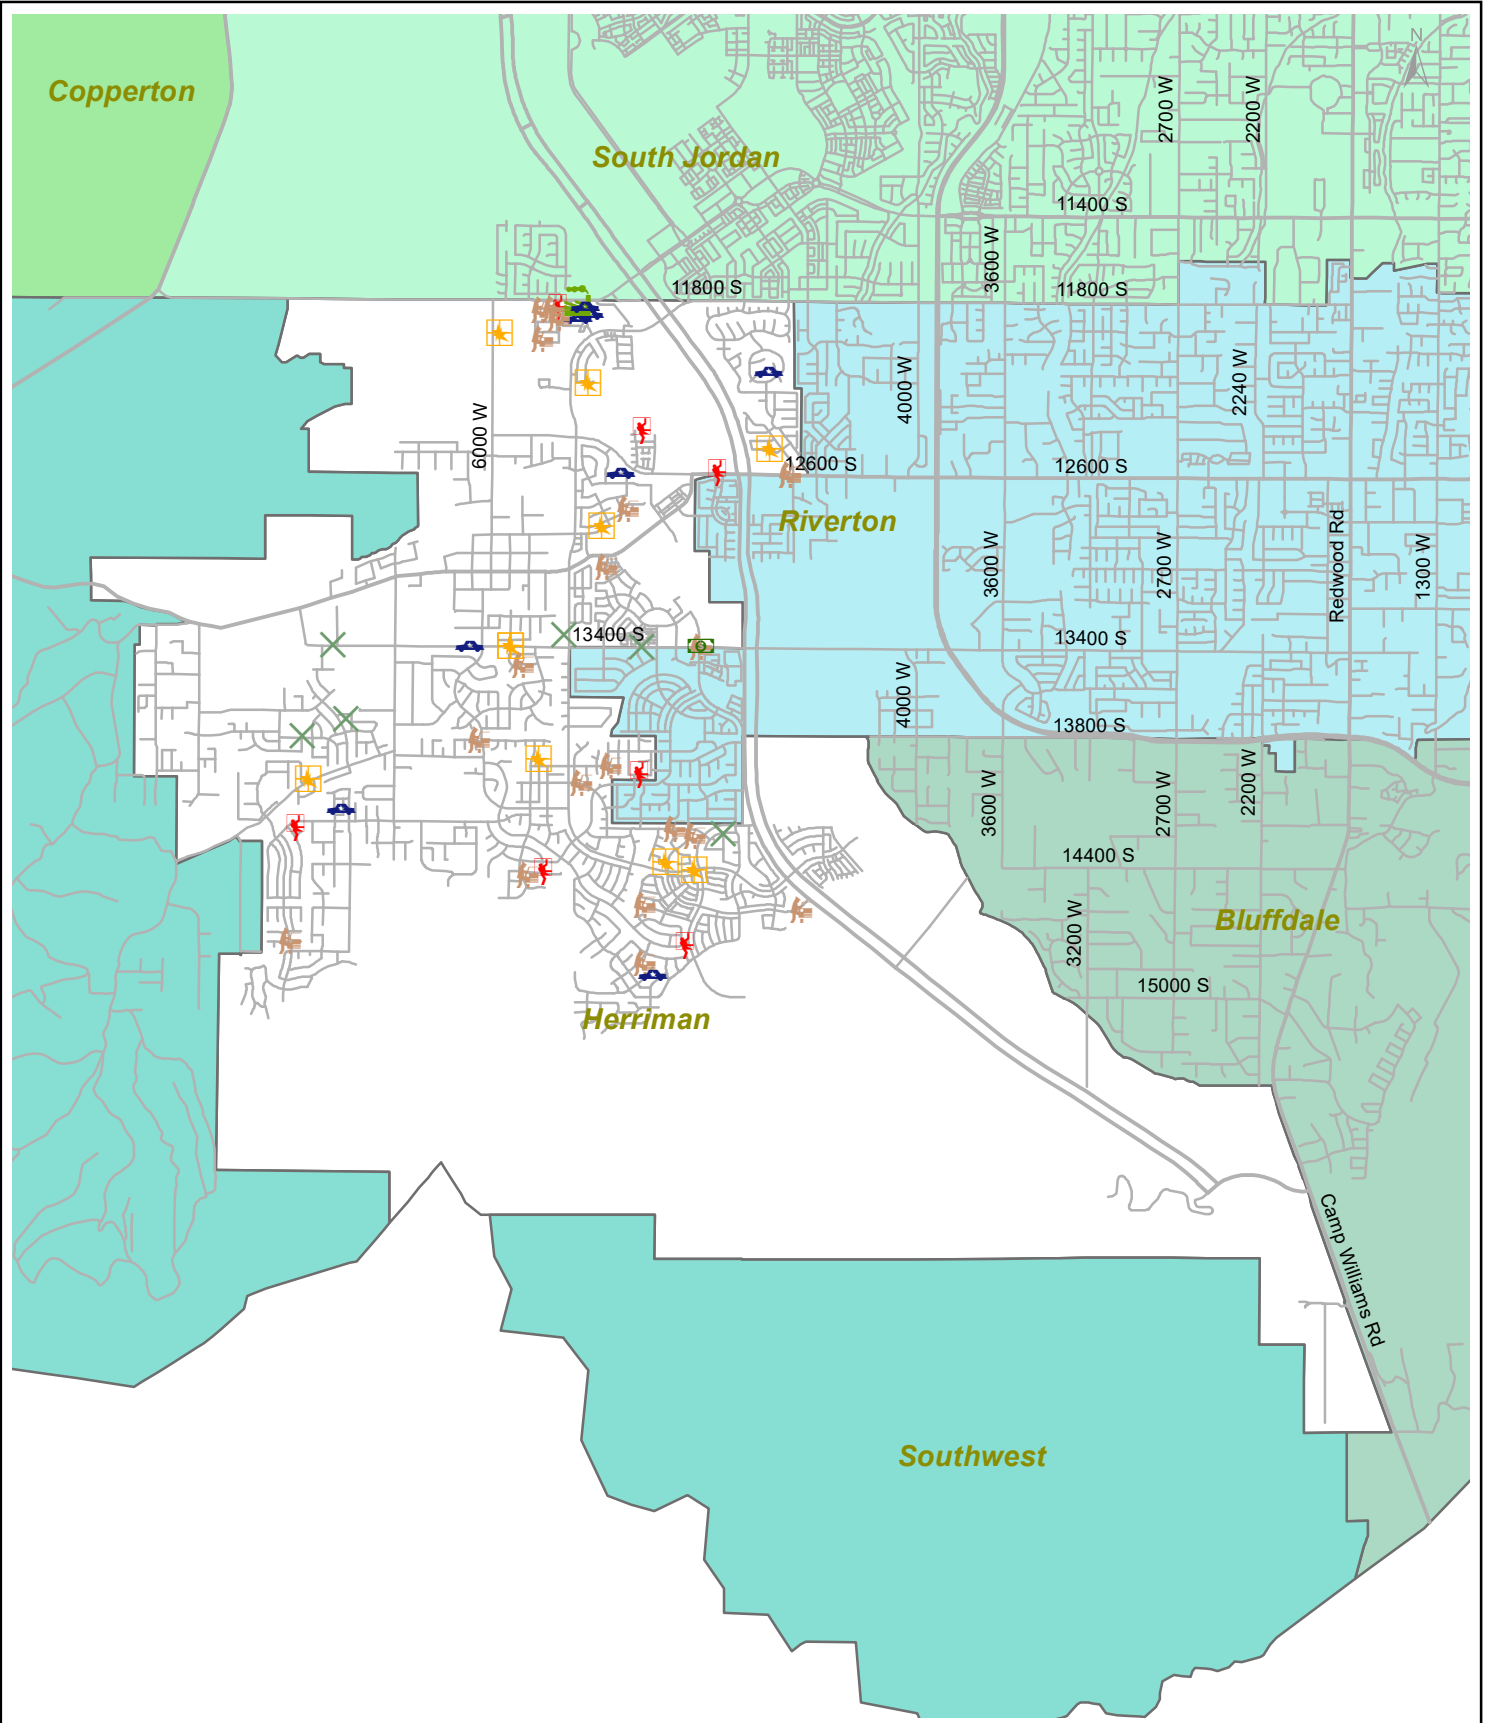 N
Copperton
2700 W
2200 W
South Jordan
11400 S
3600 W
11800 S
11800 S
4000 W
2240 W
6000 W
12600 S
12600 S
Riverton
Redwood Rd
3600 W
2700 W
1300 W
13400 S
13400 S
4000 W
13800 S
3600 W
2700 W
2200 W
14400 S
3200 W
Bluffdale
15000 S
Herriman
Camp Williams Rd
Southwest